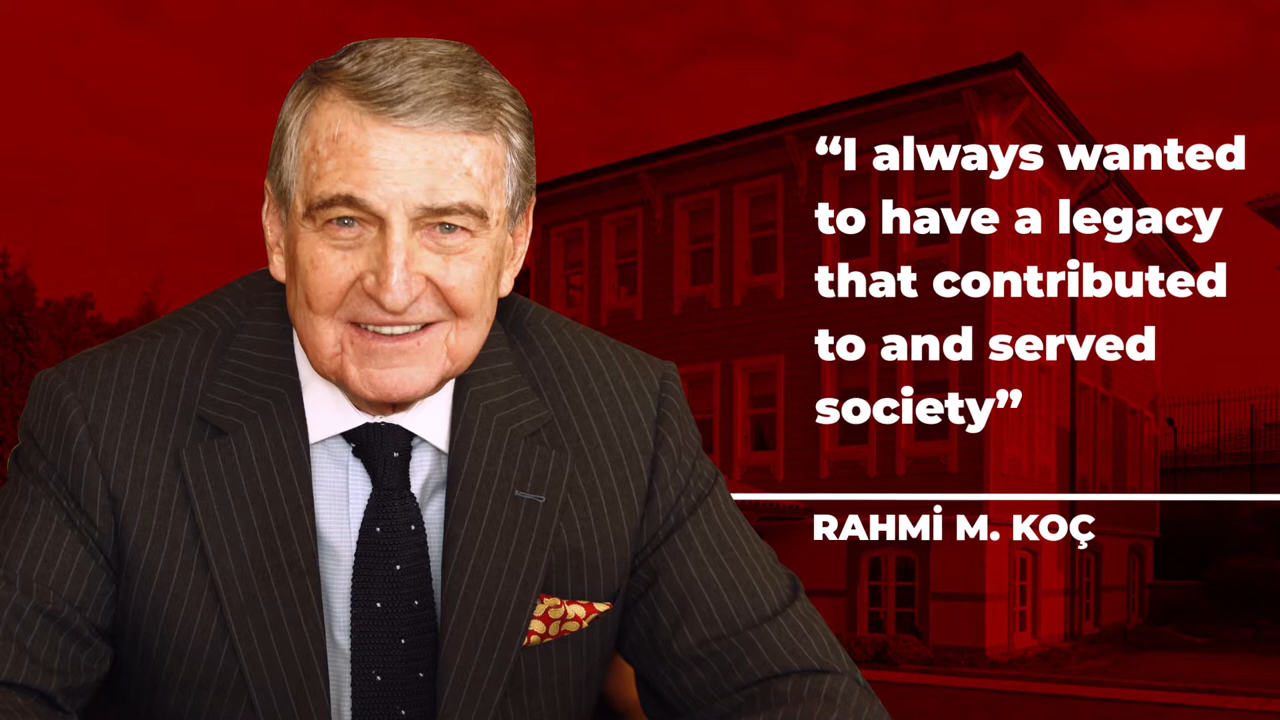 “I always wanted
to have a legacy
that contributed
to and served
society”
RAHMİ M. KOÇ